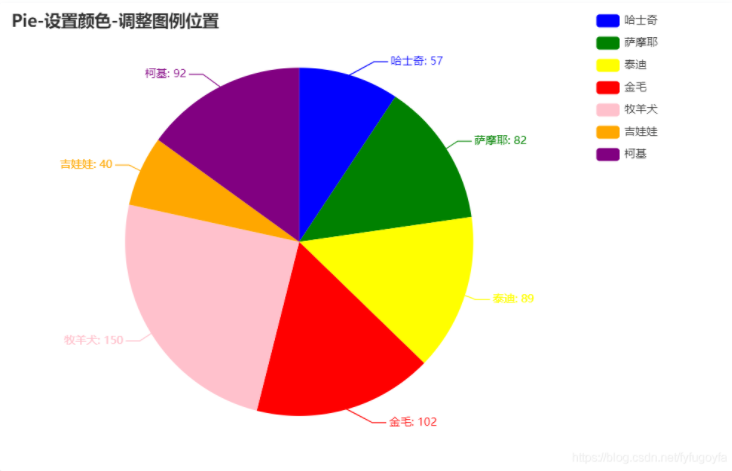 Pie-设置颜色-调整图例位置
哈士奇
萨摩耶
泰迪
金毛
牧羊犬
吉娃娃
柯基
哈士奇: 57
萨摩耶: 82
泰迪: 89
金毛: 102
牧羊犬: 150
吉娃娃: 40
柯基: 92
https://blog.csdn.net/lyfugoyfa